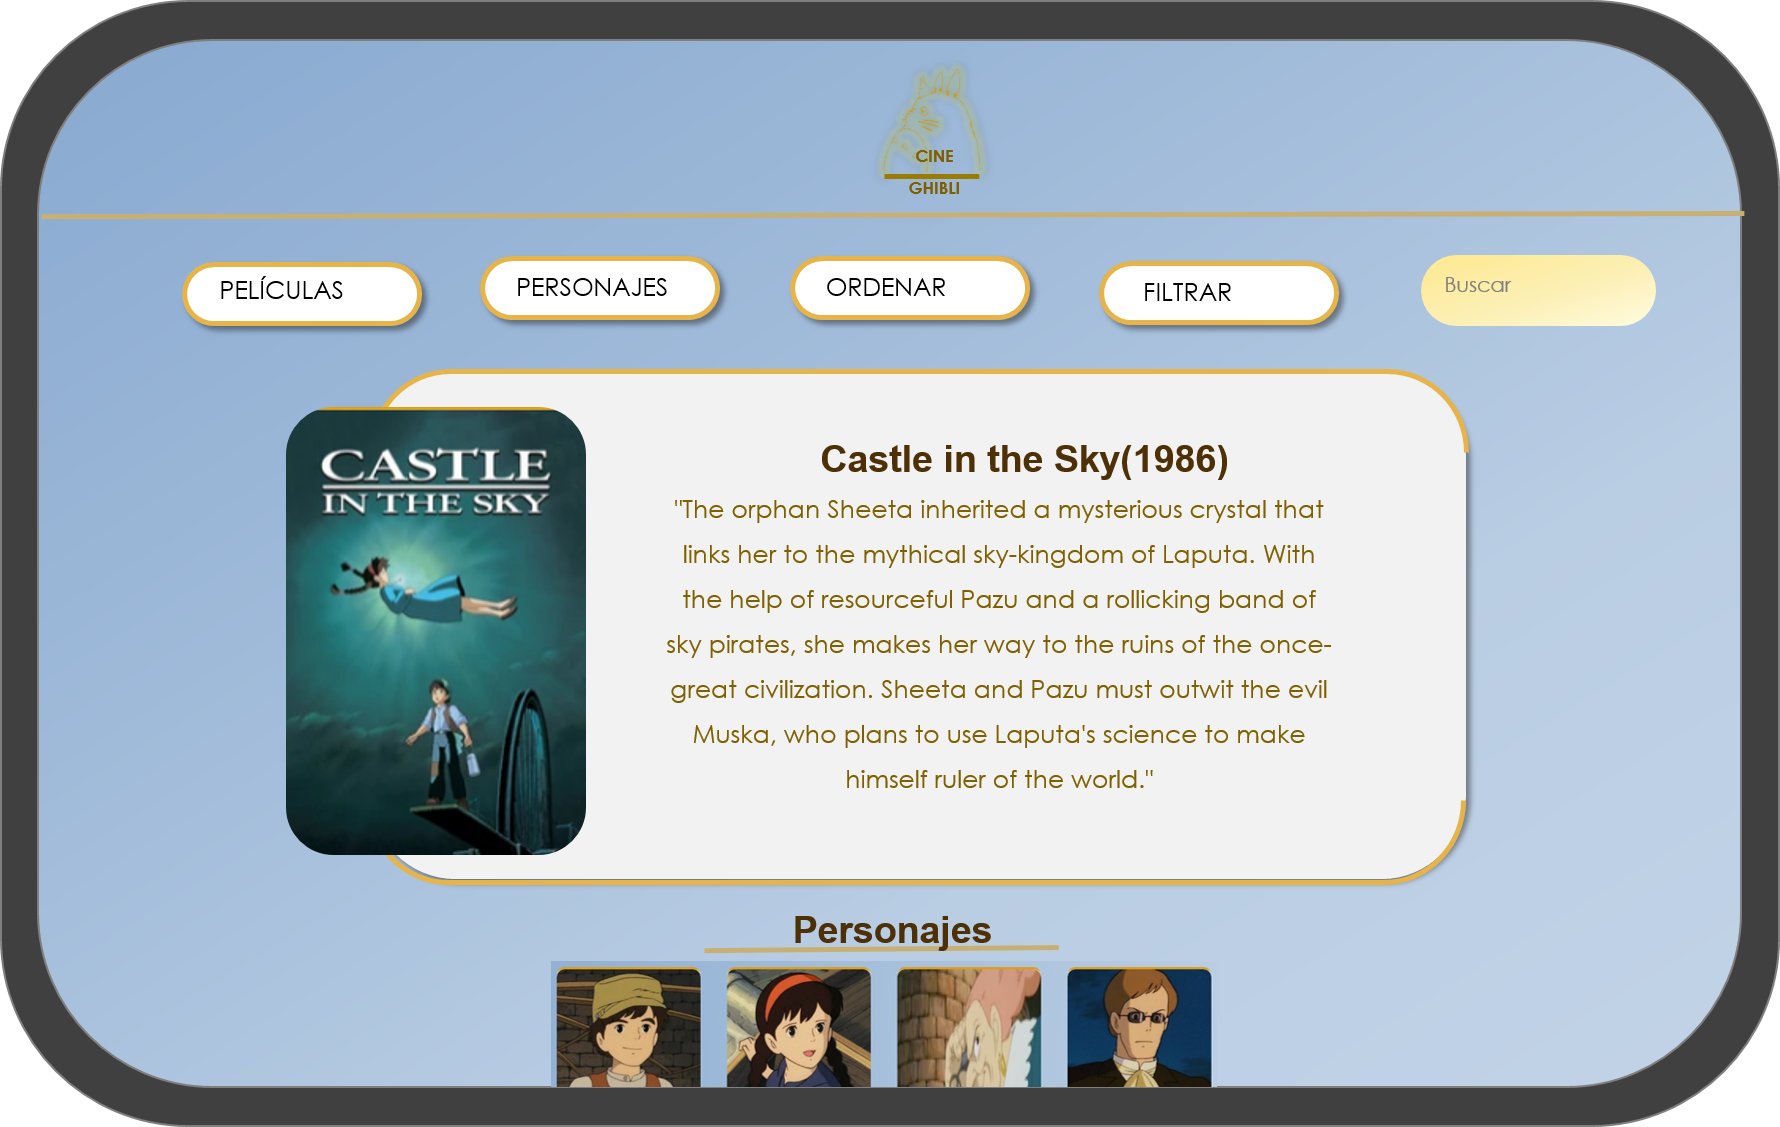 CINE
GHIBLI
PELÍCULAS
PERSONAJES
ORDENAR
FILTRAR
Buscar
CASTLE
IN THE SKY
Castle in the Sky(1986)
"The orphan Sheeta inherited a mysterious crystal that
links her to the mythical sky-kingdom of Laputa. With
the help of resourceful Pazu and a rollicking band of
sky pirates, she makes her way to the ruins of the once-
great civilization. Sheeta and Pazu must outwit the evil
Muska, who plans to use Laputa's science to make
himself ruler of the world."
Personajes